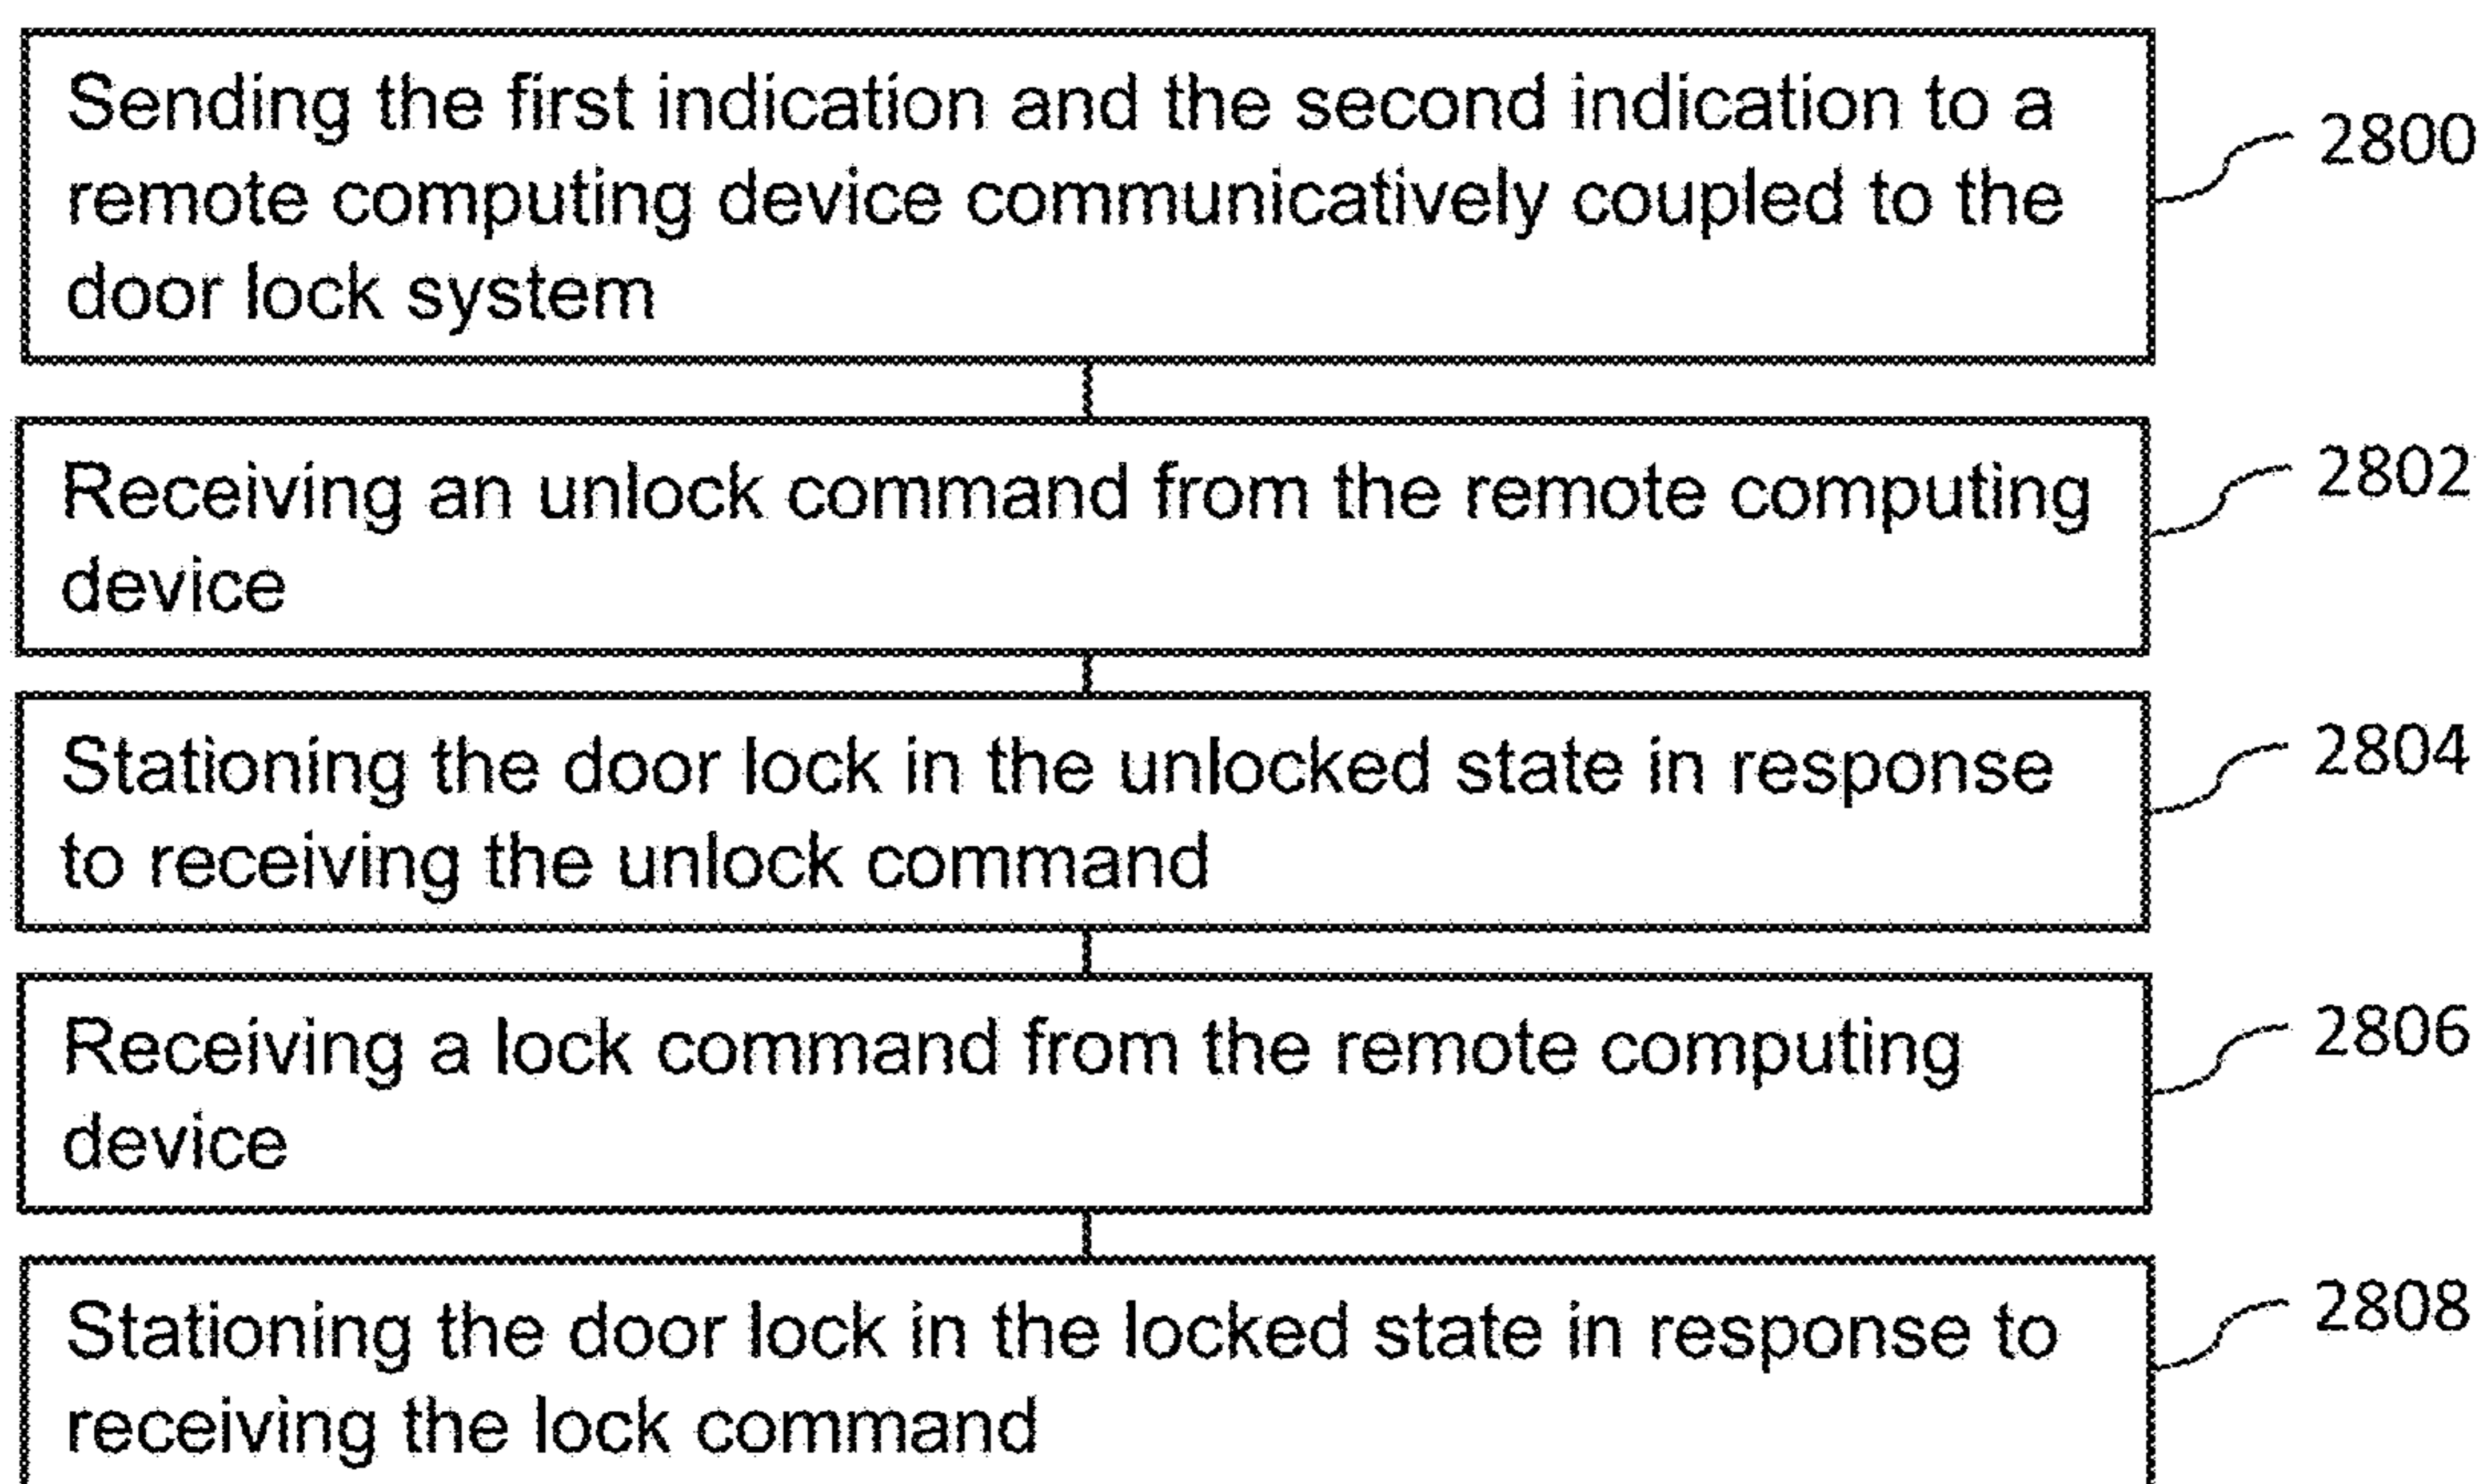 Sending the first indication and the second indication to a
remote computing device communicatively coupled to the
door lock system
2800
Receiving an unlock command from the remote computing
device
2802
Stationing the door lock in the unlocked state in response
to receiving the unlock command
2804
Receiving a lock command from the remote computing
device
2806
Stationing the door lock in the locked state in response to
receiving the lock command
2808